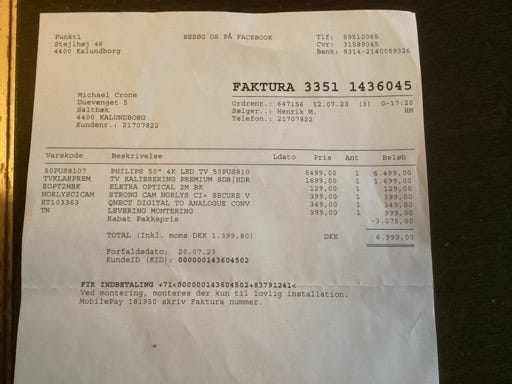 Punkt1 BESØG OS PÅ FACEBOOK Tlf: 59510065
Stejlhøj 46 Cvr: 31589045
4400 Kalundborg Bank: 9314-2140059326
FAKTURA 3351 1436045
Michael Crone Ordrenr.: 647156 12.07.23 (3) 0-17:20
Duevænget 5 Sælger..: Henrik M. HM
Saltbæk Telefon.: 21707822
4400 KALUNDBORG
Kundenr.: 21707822
Varekode Beskrivelse Ldato Pris Ant Beløb
50PUS8107 PHILIPS 50" 4K LED TV 50PUS810 6499,00 1 6.499,00
TVKLARPREM TV KALIBRERING PREMIUM SDR|HDR 1699,00 1 1.699,00
EOPT2MBK ELETRA OPTICAL 2M BK 129,00 1 129,00
NORLYSCICAM STRONG CAM NORLYS CI+ SECURE V 399,00 1 399,00
ET103363 QNECT DIGITAL TO ANALOGUE CONV 349,00 1 349,00
TN LEVERING MONTERING 999,00 1 999,00
Rabat Pakkepris -3.075,00
TOTAL (Inkl. moms DKK 1.399,80) DKK 6.999,00
Forfaldsdato: 20.07.23
KundeID (KID): 000000143604502
FIK INDBETALING +71<000000143604502+83791241<
Ved montering, monteres der kun til lovlig installation.
MobilePay 181950 skriv Faktura nummer.